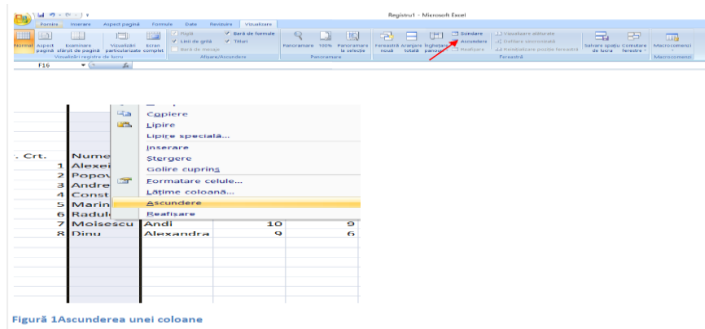 Registru1 - Microsoft Excel
Pornire Inserare Aspect pagină Formule Date Revizuire Vizualizare
Riglă Bară de formule Scindare Vizualizare alăturată
Normal Aspect pagină Examinare sfârșit de pagină Vizualizări particularizate Ecran complet Linii de grilă Titluri Panoramare 100% Panoramare la selecție Fereastră nouă Aranjare totală Înghețare panouri Ascundere Defilare sincronizată Salvare spațiu de lucru Comutare ferestre Macrocomenzi
Bară de mesaje Reafișare
Vizualizări registru de lucru Afișare/Ascundere Panoramare Fereastră Macrocomenzi
F16 fx
Copiere
Lipire
Lipire specială...
Inserare
. Crt. Nume Ștergere
1 Alexei Golire cuprins
2 Popov
3 Andre Formatare celule...
4 Const Lățime coloană...
5 Marin Ascundere
6 Radul Reafișare
7 Moisescu Andi 10 9
8 Dinu Alexandra 9 6
Figură 1Ascunderea unei coloane